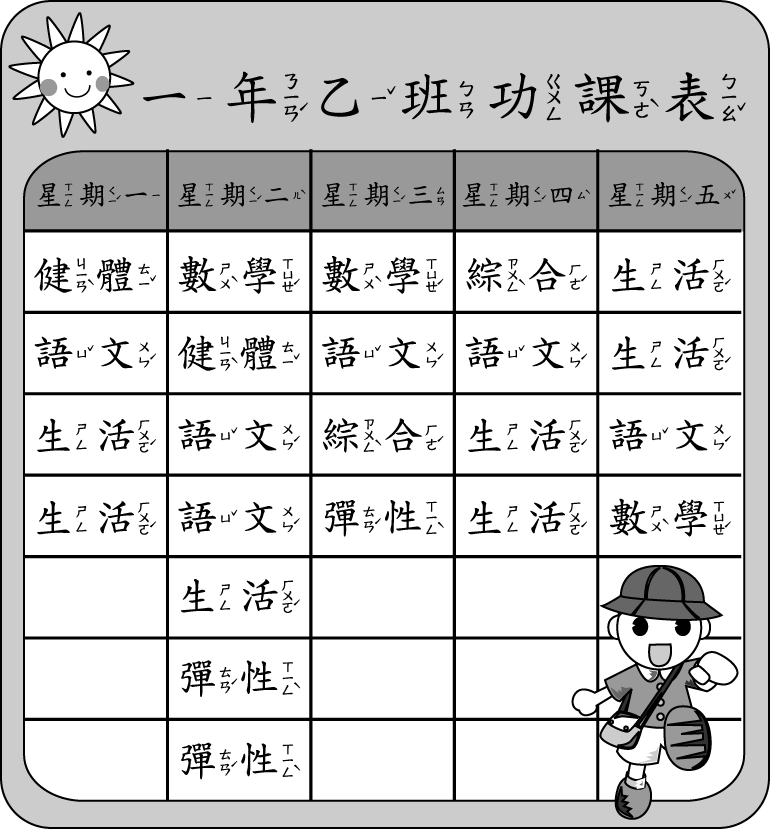 一ㄧ年ㄋㄧㄢˊ乙ㄧˇ班ㄅㄢ功ㄍㄨㄥ課ㄎㄜˋ表ㄅㄧㄠˇ
星ㄒㄧㄥ期ㄑㄧˊ一ㄧ 星ㄒㄧㄥ期ㄑㄧˊ二ㄦˋ 星ㄒㄧㄥ期ㄑㄧˊ三ㄙㄢ 星ㄒㄧㄥ期ㄑㄧˊ四ㄙˋ 星ㄒㄧㄥ期ㄑㄧˊ五ㄨˇ
健ㄐㄧㄢˋ體ㄊㄧˇ 數ㄕㄨˋ學ㄒㄩㄝˊ 數ㄕㄨˋ學ㄒㄩㄝˊ 綜ㄗㄨㄥˋ合ㄏㄜˊ 生ㄕㄥ活ㄏㄨㄛˊ
語ㄩˇ文ㄨㄣˊ 健ㄐㄧㄢˋ體ㄊㄧˇ 語ㄩˇ文ㄨㄣˊ 語ㄩˇ文ㄨㄣˊ 生ㄕㄥ活ㄏㄨㄛˊ
生ㄕㄥ活ㄏㄨㄛˊ 語ㄩˇ文ㄨㄣˊ 綜ㄗㄨㄥˋ合ㄏㄜˊ 生ㄕㄥ活ㄏㄨㄛˊ 語ㄩˇ文ㄨㄣˊ
生ㄕㄥ活ㄏㄨㄛˊ 語ㄩˇ文ㄨㄣˊ 彈ㄊㄢˊ性ㄒㄧㄥˋ 生ㄕㄥ活ㄏㄨㄛˊ 數ㄕㄨˋ學ㄒㄩㄝˊ
生ㄕㄥ活ㄏㄨㄛˊ
彈ㄊㄢˊ性ㄒㄧㄥˋ
彈ㄊㄢˊ性ㄒㄧㄥˋ